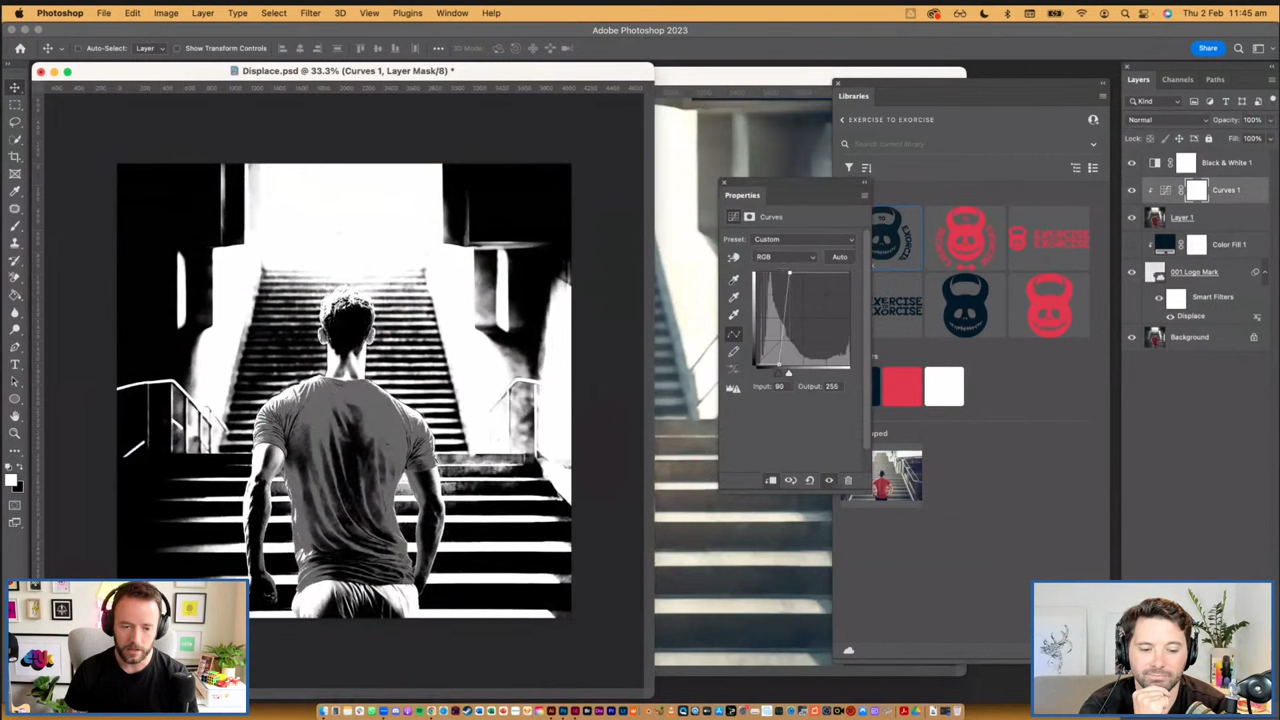 Photoshop File Edit Image Layer Type Select Filter 3D View Plugins Window Help Thu 2 Feb 11:45 am
Adobe Photoshop 2023
Auto-Select: Layer Show Transform Controls 3D Mode: Share
Displace.psd @ 33.3% (Curves 1, Layer Mask/8) *
Libraries
EXERCISE TO EXORCISE
Search current library
Properties
Curves
Preset: Custom
RGB Auto
Input: 90 Output: 255
EXERCISE
Layers Channels Paths
Kind
Normal Opacity: 100%
Lock: Fill: 100%
Black & White 1
Curves 1
Layer 1
Color Fill 1
001 Logo Mark
Smart Filters
Displace
Background